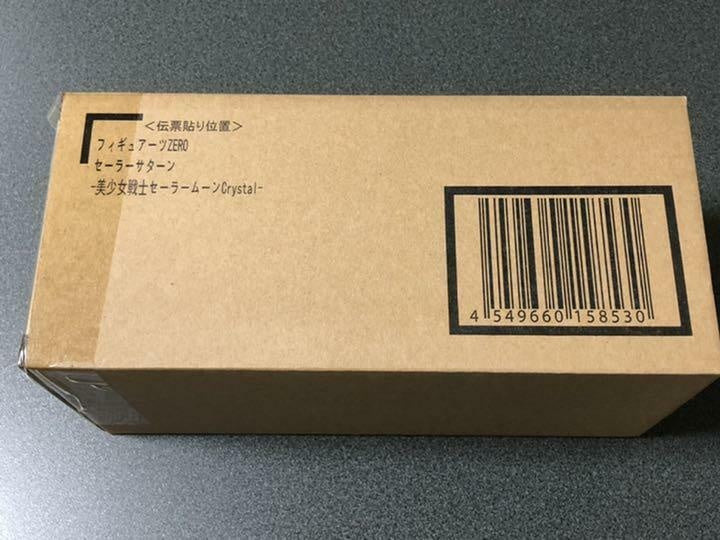 <伝票貼り位置>
フィギュアーツZERO
セーラーサターン
-美少女戦士セーラームーンCrystal-
4 549660 158530